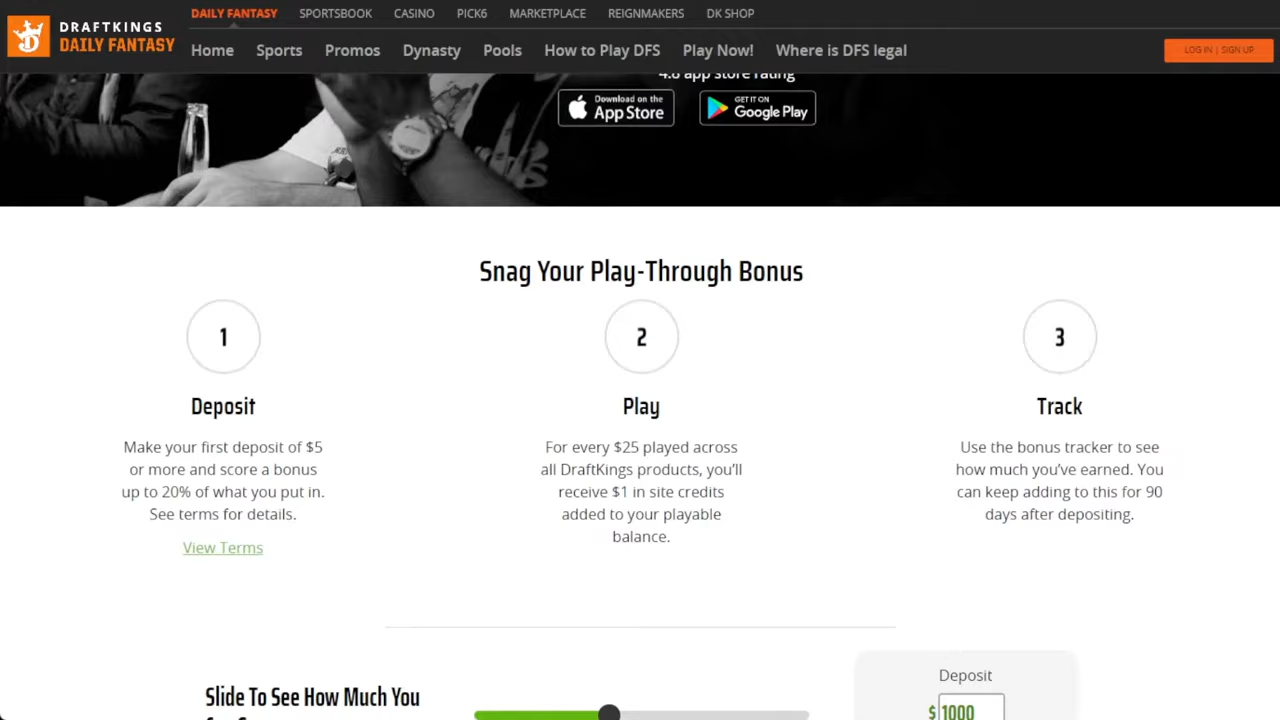 DRAFTKINGS
DAILY FANTASY
DAILY FANTASY SPORTSBOOK CASINO PICK6 MARKETPLACE REIGNMAKERS DK SHOP
Home Sports Promos Dynasty Pools How to Play DFS Play Now! Where is DFS legal
LOG IN | SIGN UP
4.8 app store rating
Download on the
App Store
GET IT ON
Google Play
Snag Your Play-Through Bonus
1
Deposit
Make your first deposit of $5
or more and score a bonus
up to 20% of what you put in.
See terms for details.
View Terms
2
Play
For every $25 played across
all DraftKings products, you’ll
receive $1 in site credits
added to your playable
balance.
3
Track
Use the bonus tracker to see
how much you’ve earned. You
can keep adding to this for 90
days after depositing.
Slide To See How Much You
Deposit
$ 1000